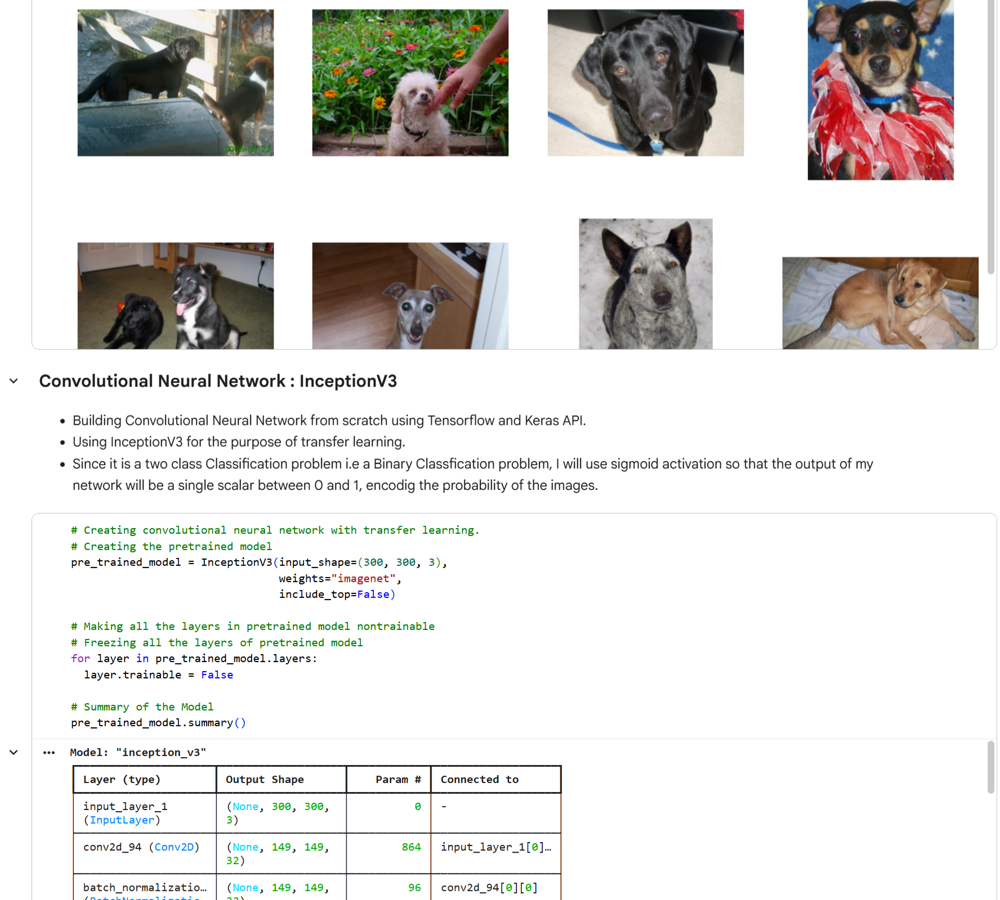 2006-09-22
Convolutional Neural Network : InceptionV3
Building Convolutional Neural Network from scratch using Tensorflow and Keras API.
Using InceptionV3 for the purpose of transfer learning.
Since it is a two class Classification problem i.e a Binary Classfication problem, I will use sigmoid activation so that the output of my
network will be a single scalar between 0 and 1, encodig the probability of the images.
# Creating convolutional neural network with transfer learning.
# Creating the pretrained model
pre_trained_model = InceptionV3(input_shape=(300, 300, 3),
weights="imagenet",
include_top=False)
# Making all the layers in pretrained model nontrainable
# Freezing all the layers of pretrained model
for layer in pre_trained_model.layers:
layer.trainable = False
# Summary of the Model
pre_trained_model.summary()
Model: "inception_v3"
Layer (type) Output Shape Param # Connected to
input_layer_1 (None, 300, 300, 0 -
(InputLayer) 3)
conv2d_94 (Conv2D) (None, 149, 149, 864 input_layer_1[0]…
32)
batch_normalizatio… (None, 149, 149, 96 conv2d_94[0][0]
(BatchNormalizatio… 32)